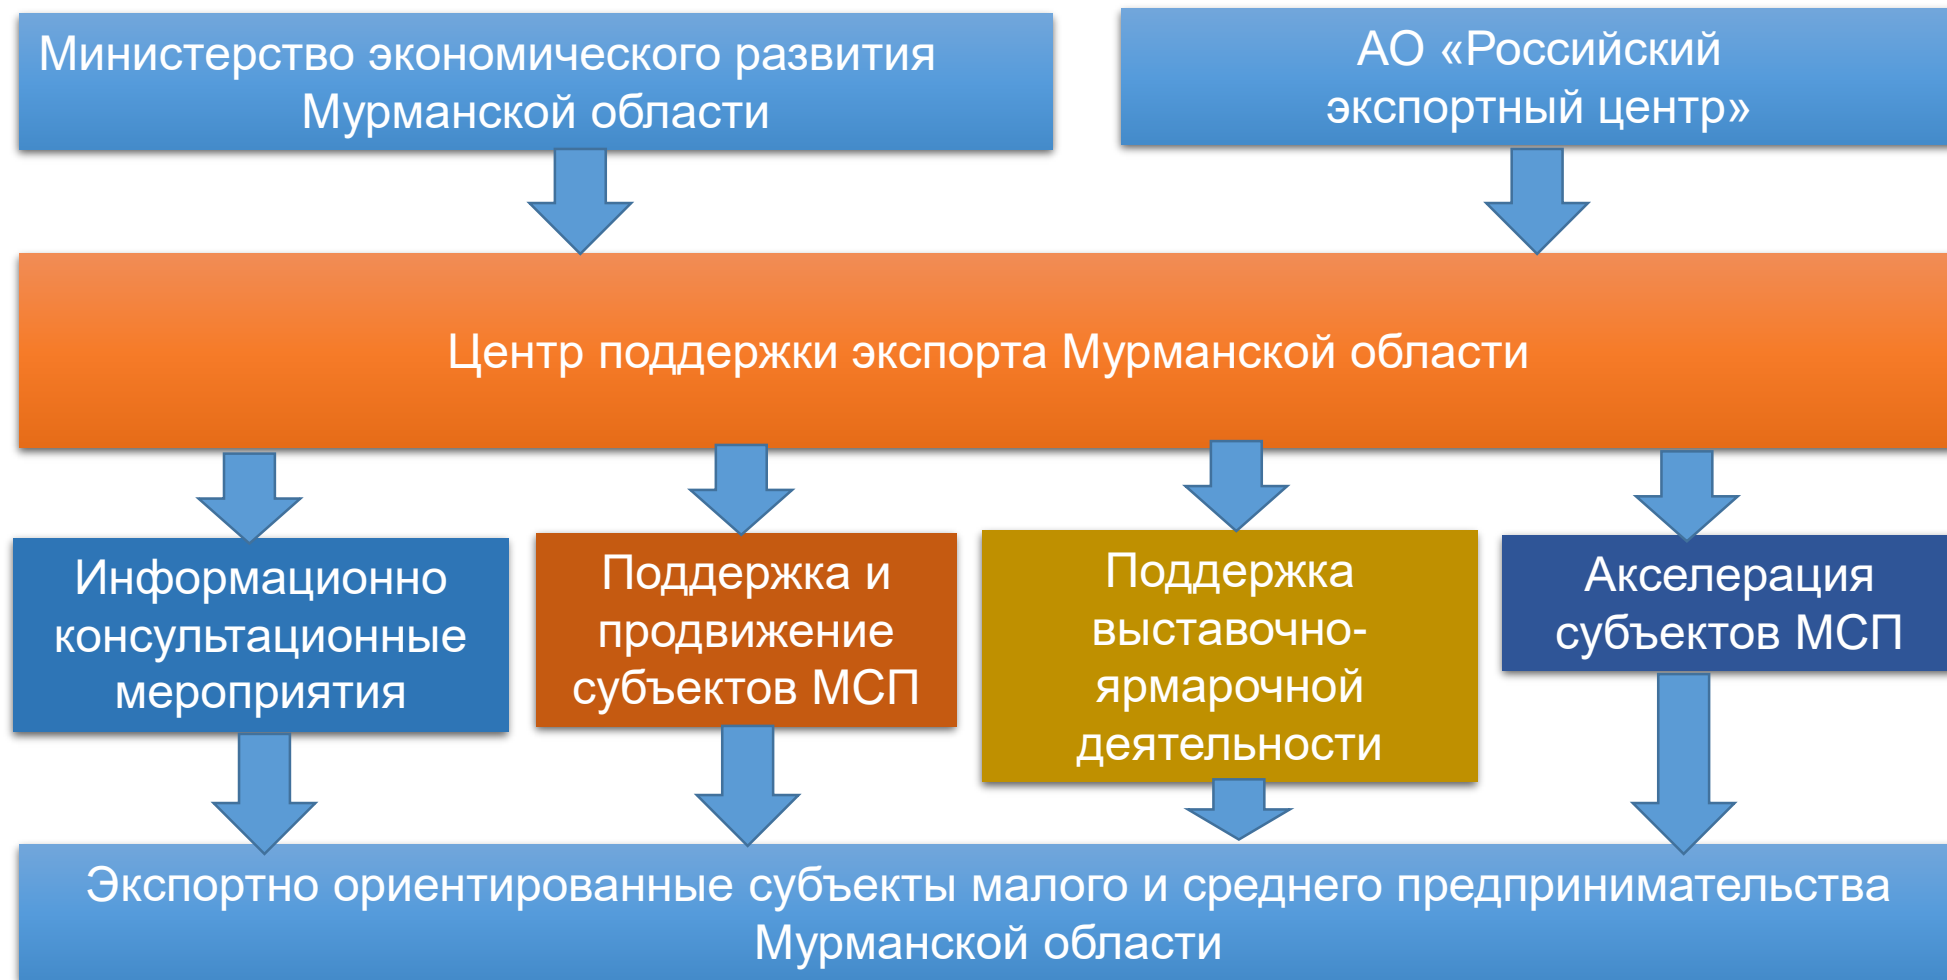 Министерство экономического развития
Мурманской области
АО «Российский
экспортный центр»
Центр поддержки экспорта Мурманской области
Информационно
консультационные
мероприятия
Поддержка и
продвижение
субъектов МСП
Поддержка
выставочно-
ярмарочной
деятельности
Акселерация
субъектов МСП
Экспортно ориентированные субъекты малого и среднего предпринимательства
Мурманской области